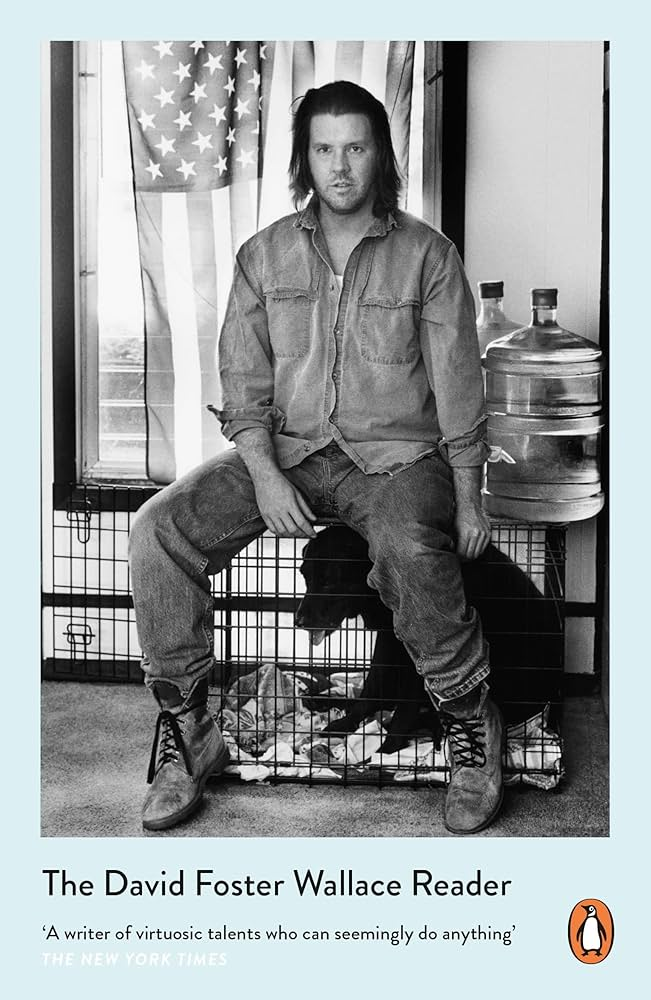 The David Foster Wallace Reader
‘A writer of virtuosic talents who can seemingly do anything’
THE NEW YORK TIMES